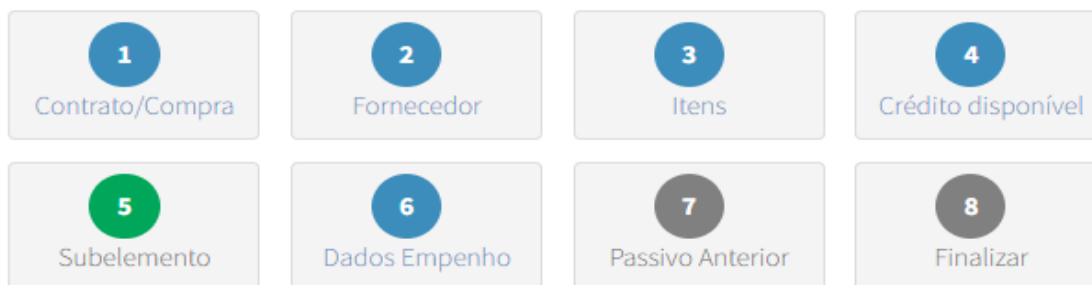 1 2 3 4
Contrato/Compra Fornecedor Itens Crédito disponível
5 6 7 8
Subelemento Dados Empenho Passivo Anterior Finalizar